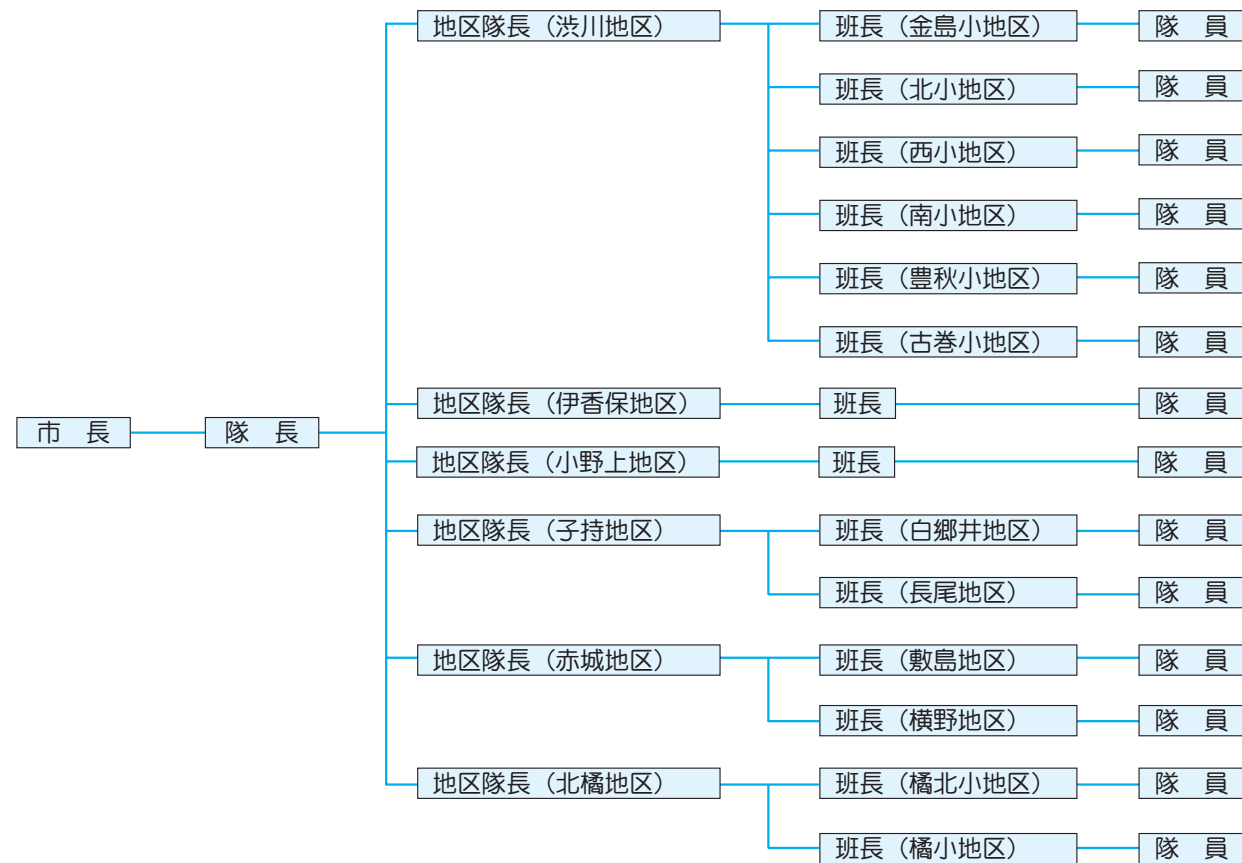 地区隊長（渋川地区） 班長（金島小地区） 隊　員
班長（北小地区） 隊　員
班長（西小地区） 隊　員
班長（南小地区） 隊　員
班長（豊秋小地区） 隊　員
班長（古巻小地区） 隊　員
地区隊長（伊香保地区） 班長 隊　員
市　長 隊　長
地区隊長（小野上地区） 班長 隊　員
地区隊長（子持地区） 班長（白郷井地区） 隊　員
班長（長尾地区） 隊　員
地区隊長（赤城地区） 班長（敷島地区） 隊　員
班長（横野地区） 隊　員
地区隊長（北橘地区） 班長（橘北小地区） 隊　員
班長（橘小地区） 隊　員